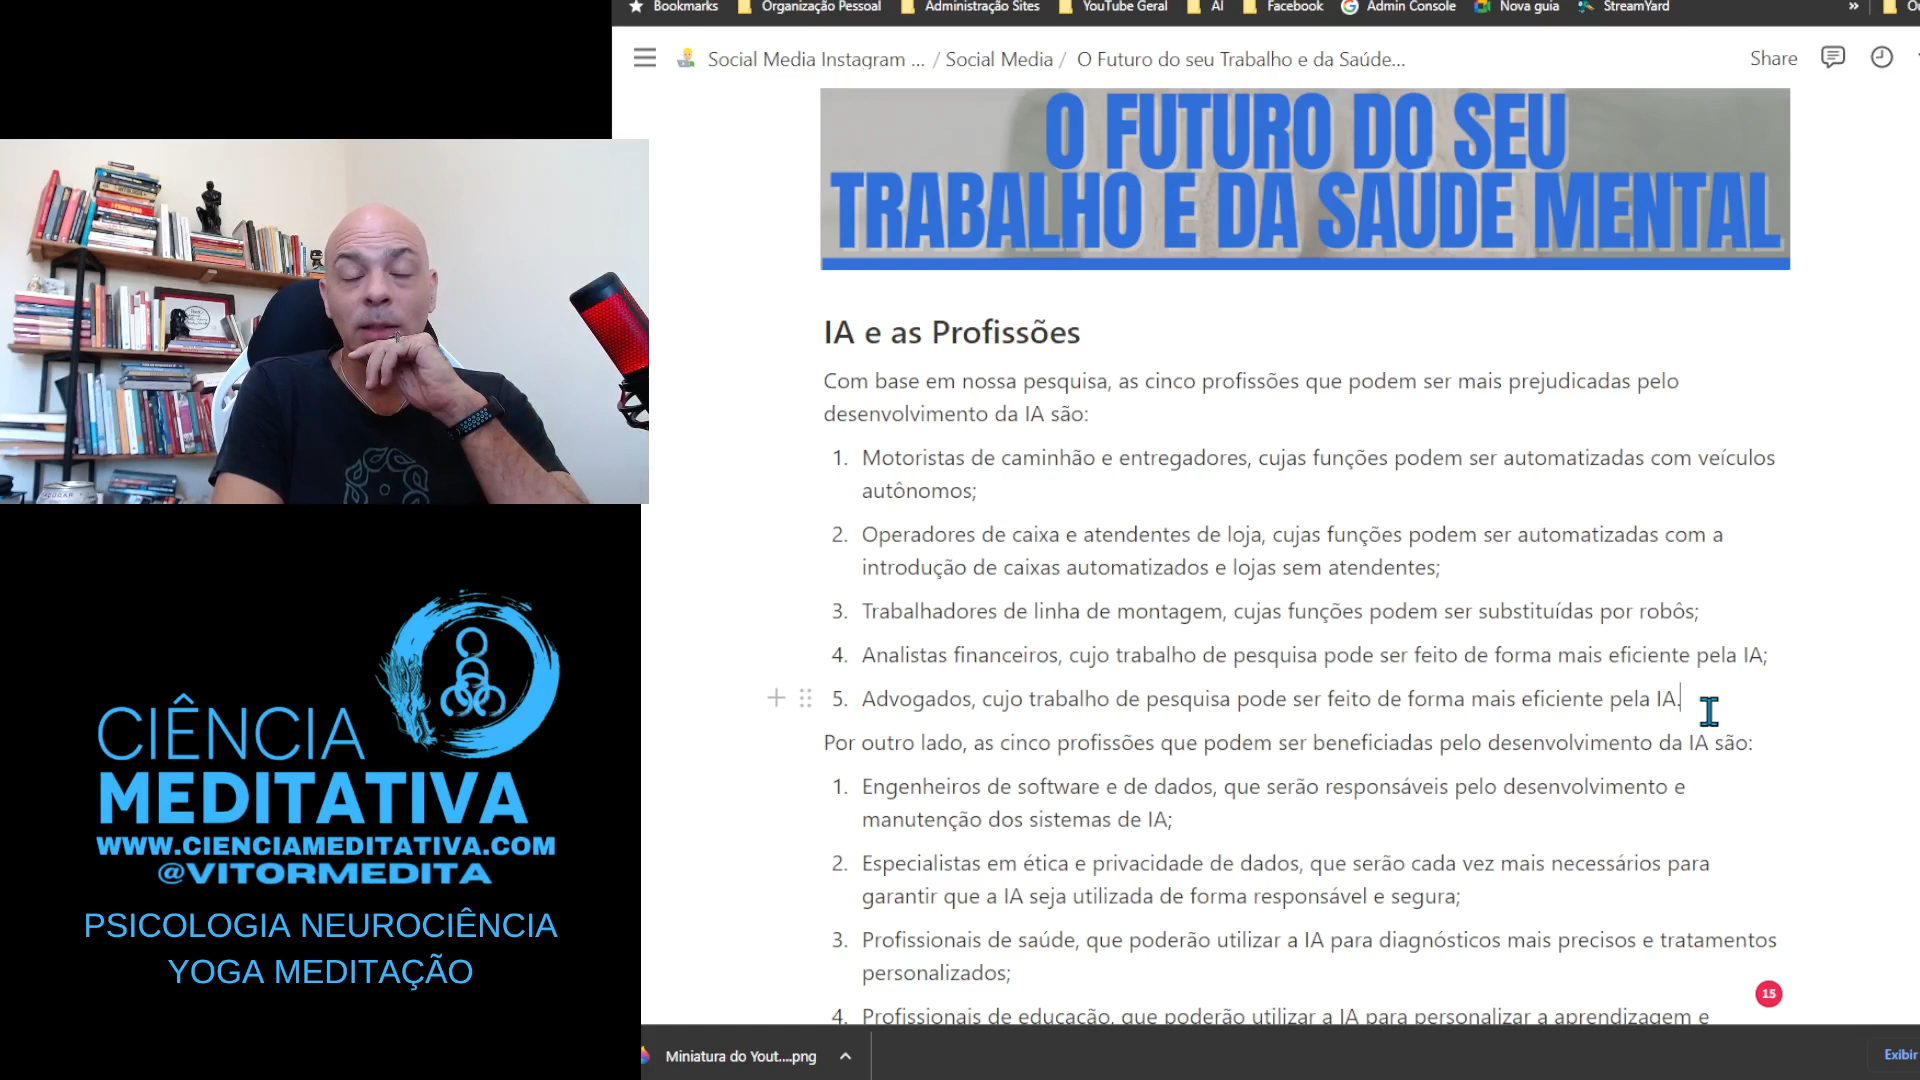 Bookmarks Organização Pessoal Administração Sites YouTube Geral AI Facebook Admin Console Nova guia StreamYard »
Social Media Instagram ... / Social Media / O Futuro do seu Trabalho e da Saúde...
Share
O FUTURO DO SEU
TRABALHO E DA SAÚDE MENTAL
IA e as Profissões
Com base em nossa pesquisa, as cinco profissões que podem ser mais prejudicadas pelo
desenvolvimento da IA são:
1. Motoristas de caminhão e entregadores, cujas funções podem ser automatizadas com veículos
autônomos;
2. Operadores de caixa e atendentes de loja, cujas funções podem ser automatizadas com a
introdução de caixas automatizados e lojas sem atendentes;
3. Trabalhadores de linha de montagem, cujas funções podem ser substituídas por robôs;
4. Analistas financeiros, cujo trabalho de pesquisa pode ser feito de forma mais eficiente pela IA;
5. Advogados, cujo trabalho de pesquisa pode ser feito de forma mais eficiente pela IA.
Por outro lado, as cinco profissões que podem ser beneficiadas pelo desenvolvimento da IA são:
1. Engenheiros de software e de dados, que serão responsáveis pelo desenvolvimento e
manutenção dos sistemas de IA;
2. Especialistas em ética e privacidade de dados, que serão cada vez mais necessários para
garantir que a IA seja utilizada de forma responsável e segura;
3. Profissionais de saúde, que poderão utilizar a IA para diagnósticos mais precisos e tratamentos
personalizados;
4. Profissionais de educação, que poderão utilizar a IA para personalizar a aprendizagem e
15
Miniatura do Yout....png
Exibir
CIÊNCIA
MEDITATIVA
WWW.CIENCIAMEDITATIVA.COM
@VITORMEDITA
PSICOLOGIA NEUROCIÊNCIA
YOGA MEDITAÇÃO